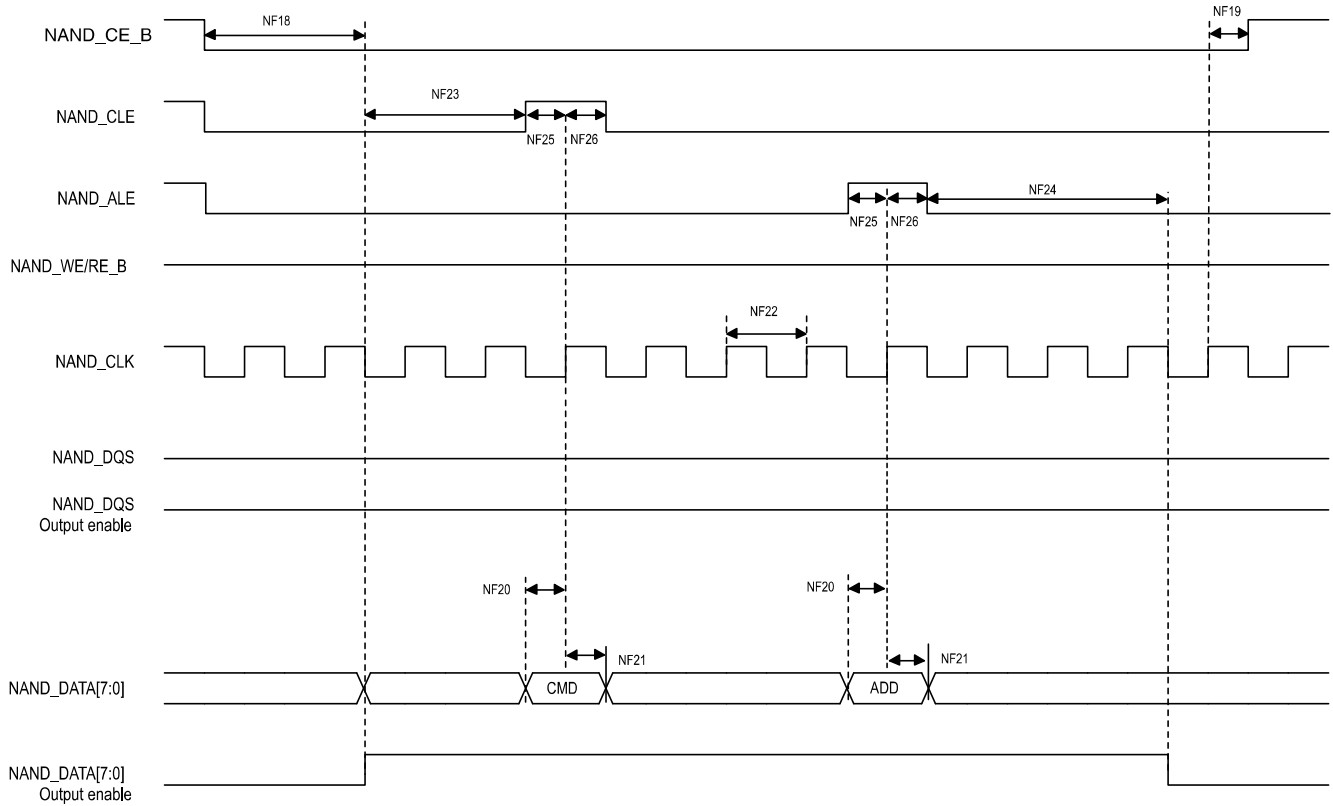 NF18
NF19
NAND_CE_B
NF23
NAND_CLE
NF25 NF26
NF24
NAND_ALE
NF25 NF26
NAND_WE/RE_B
NF22
NAND_CLK
NAND_DQS
NAND_DQS
Output enable
NF20
NF20
NF21
NF21
NAND_DATA[7:0]
CMD
ADD
NAND_DATA[7:0]
Output enable